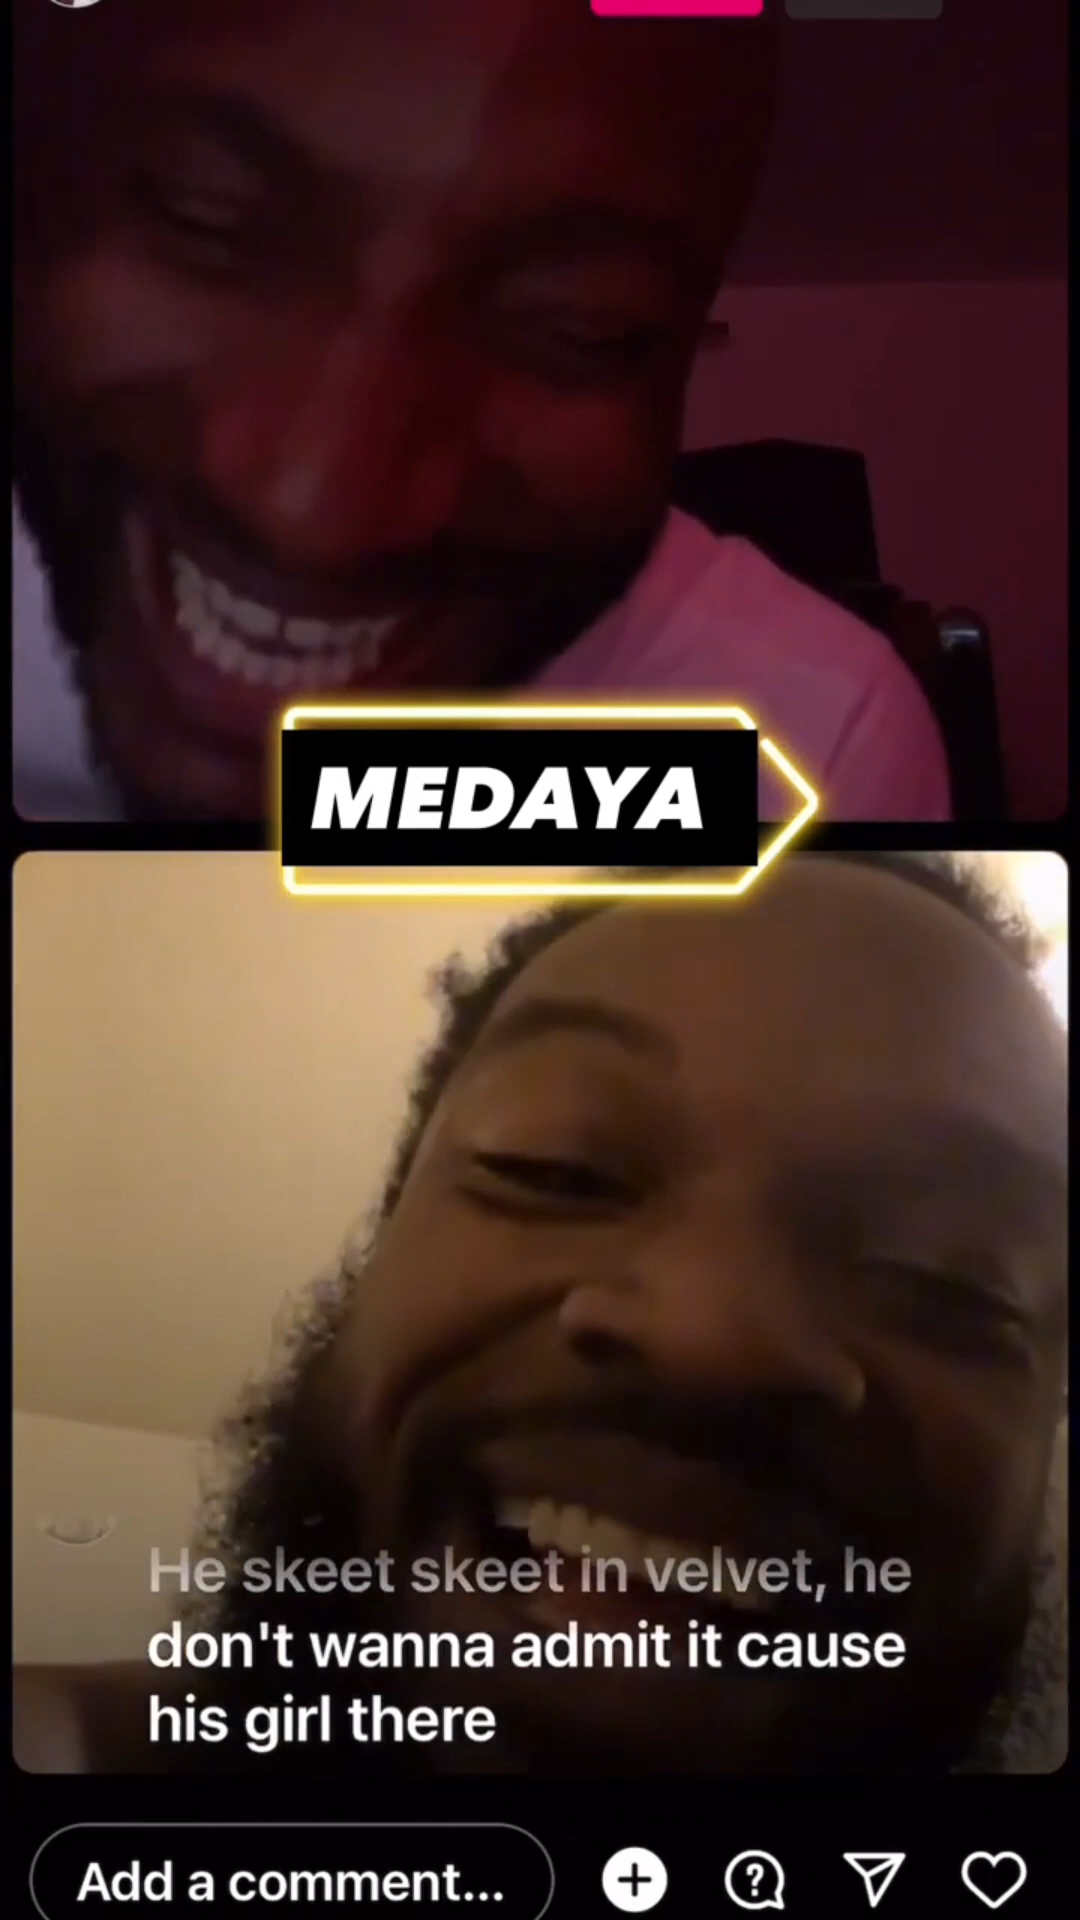 MEDAYA
He skeet skeet in velvet, he
don't wanna admit it cause
his girl there
Add a comment...